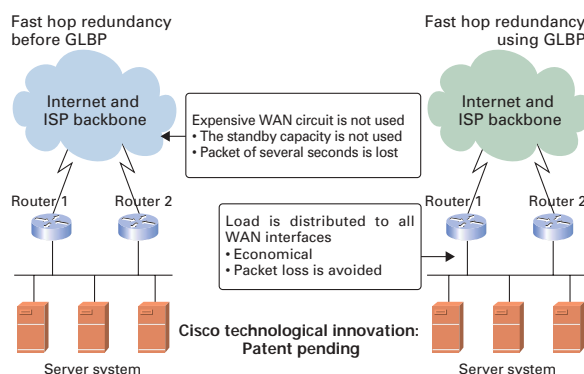 Fast hop redundancy
before GLBP
Fast hop redundancy
using GLBP
Internet and
ISP backbone
Expensive WAN circuit is not used
• The standby capacity is not used
• Packet of several seconds is lost
Internet and
ISP backbone
Router 1
Router 2
Load is distributed to all
WAN interfaces
• Economical
• Packet loss is avoided
Router 1
Router 2
Cisco technological innovation:
Patent pending
Server system
Server system